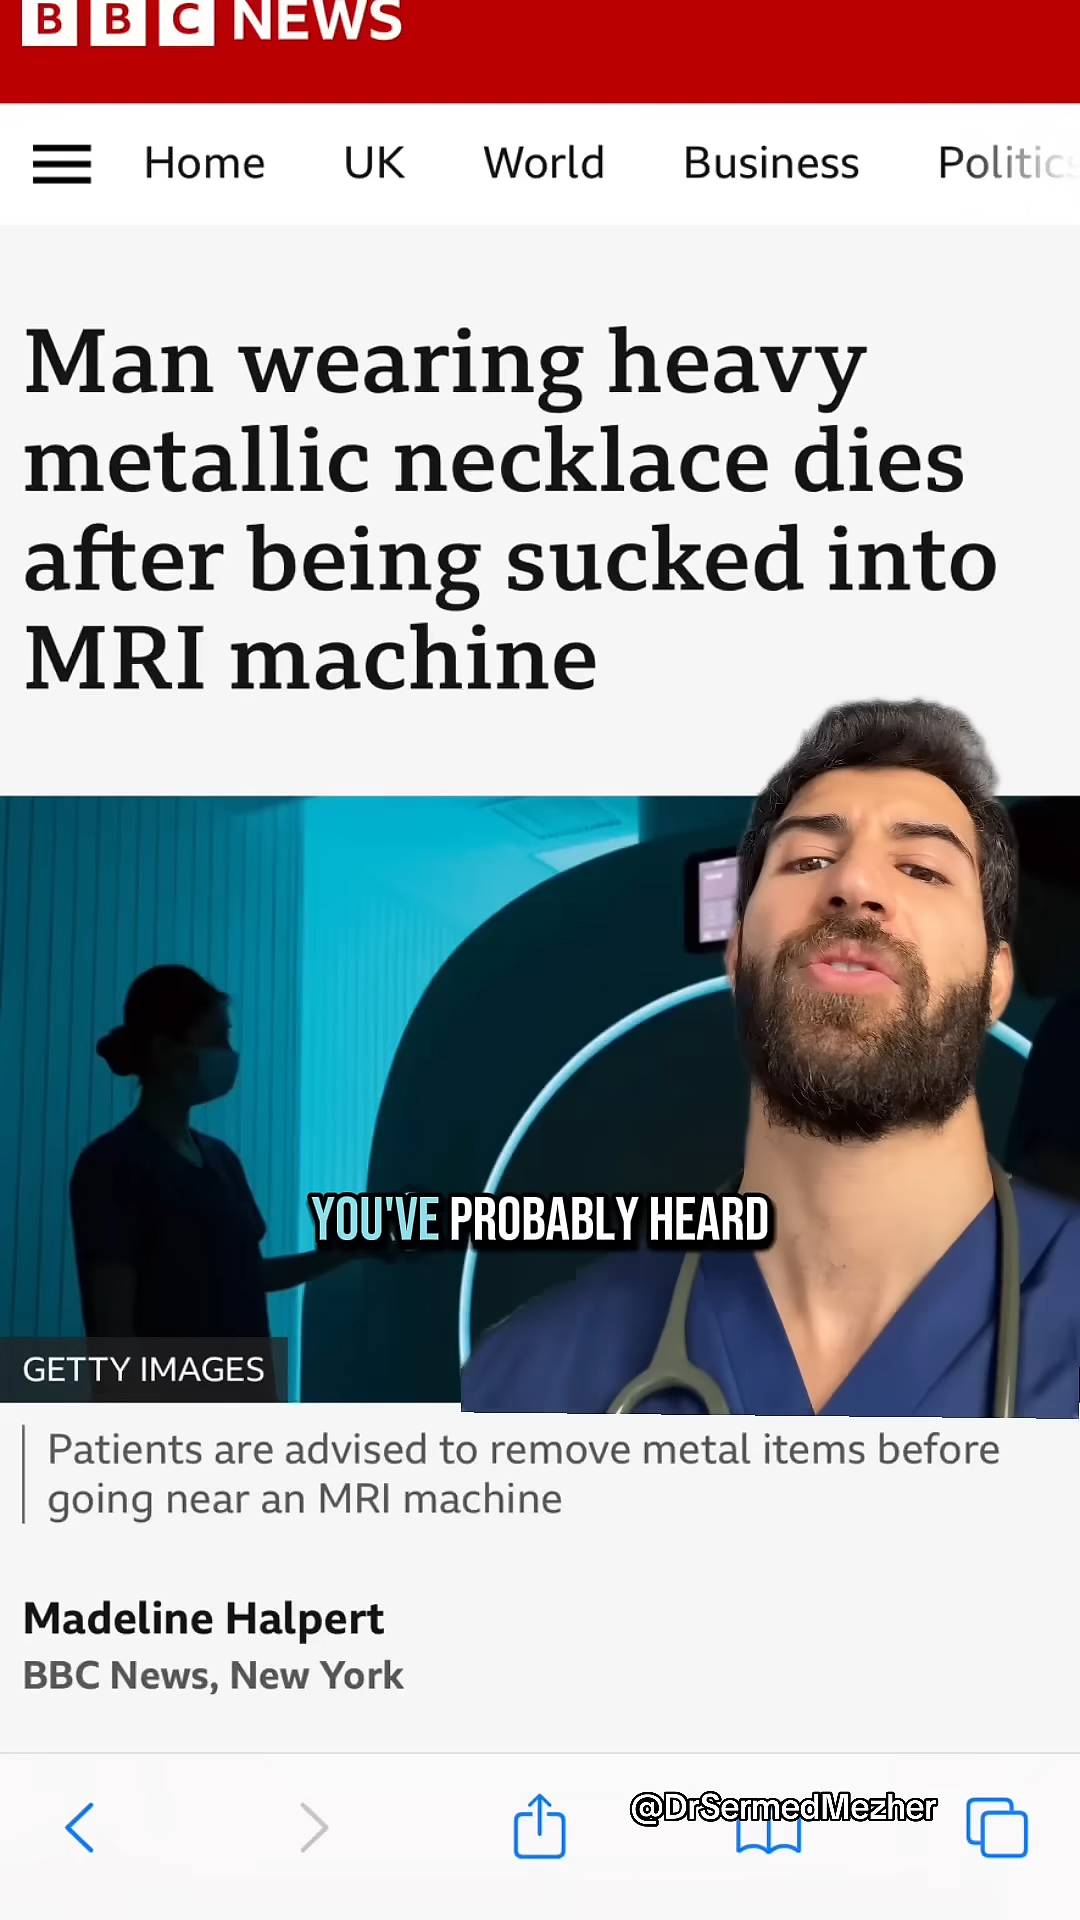 BBC NEWS
Home UK World Business Politics
Man wearing heavy
metallic necklace dies
after being sucked into
MRI machine
YOU'VE PROBABLY HEARD
GETTY IMAGES
Patients are advised to remove metal items before
going near an MRI machine
Madeline Halpert
BBC News, New York
@DrSermedMezher